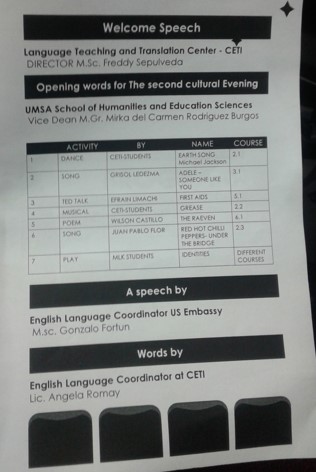 Welcome Speech
Language Teaching and Translation Center - CETI
DIRECTOR M.Sc. Freddy Sepulveda
Opening words for The second cultural Evening
UMSA School of Humanities and Education Sciences
Vice Dean M.Gr. Mirka del Carmen Rodriguez Burgos
ACTIVITY BY NAME COURSE
1 DANCE CETI-STUDENTS EARTH SONG Michael Jackson 2.1
2 SONG GRISOL LEDEZMA ADELE – SOMEONE LIKE YOU 3.1
3 TED TALK EFRAIN LIMACHI FIRST AIDS 5.1
4 MUSICAL CETI-STUDENTS GREASE 2.2
5 POEM WILSON CASTILLO THE RAEVEN 6.1
6 SONG JUAN PABLO FLOR RED HOT CHILLI PEPPERS- UNDER THE BRIDGE 2.3
7 PLAY MLK STUDENTS IDENTITIES DIFFERENT COURSES
A speech by
English Language Coordinator US Embassy
M.sc. Gonzalo Fortun
Words by
English Language Coordinator at CETI
Lic. Angela Romay